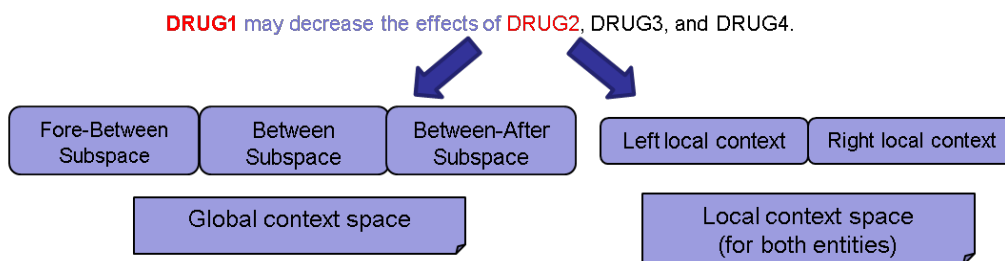 DRUG1 may decrease the effects of DRUG2, DRUG3, and DRUG4.
Fore-Between
Subspace
Between
Subspace
Between-After
Subspace
Left local context
Right local context
Global context space
Local context space
(for both entities)